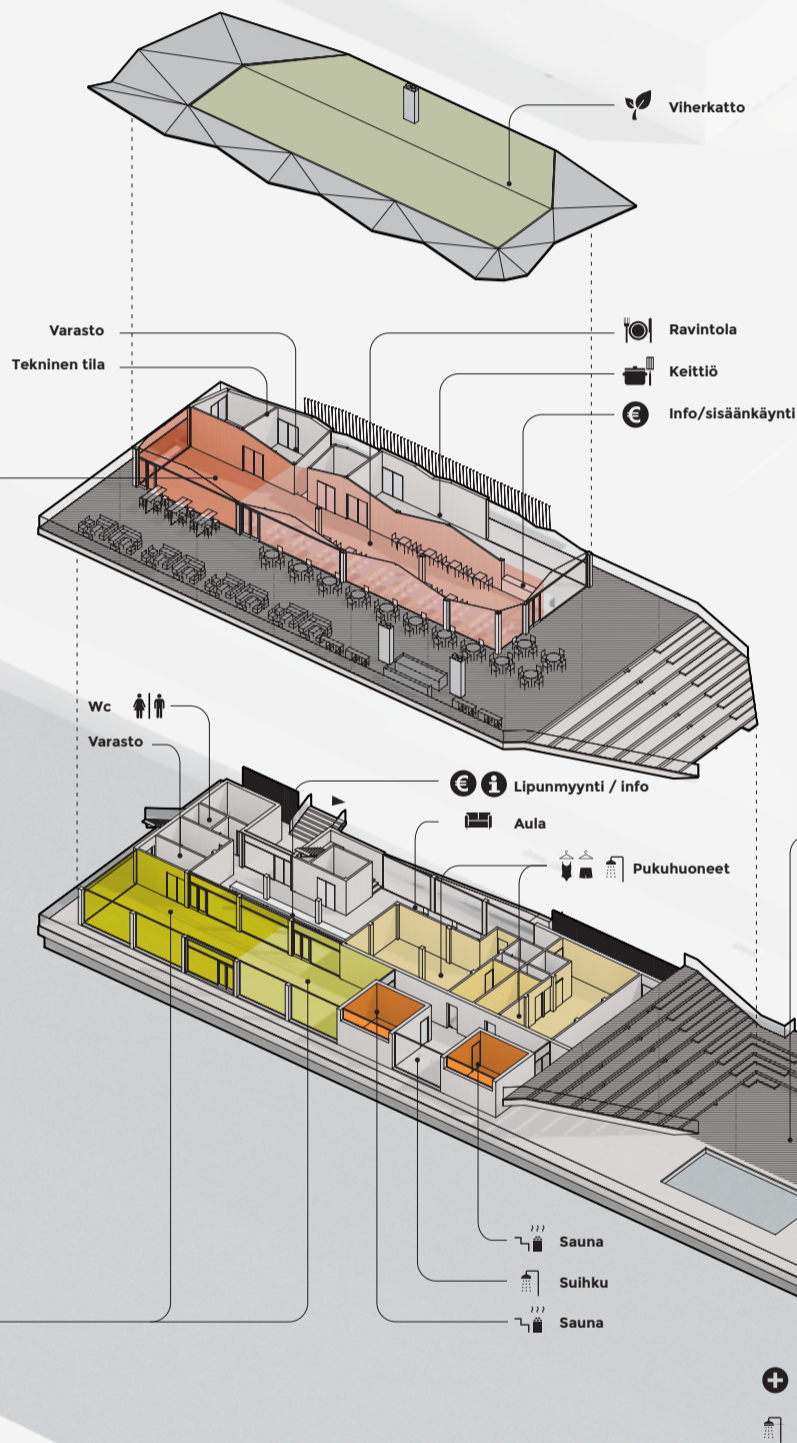 Viherkatto
Varasto
Tekninen tila
Ravintola
Keittiö
€ Info/sisäänkäynti
Wc
Varasto
€ i Lipunmyynti / info
Aula
Pukuhuoneet
Sauna
Suihku
Sauna